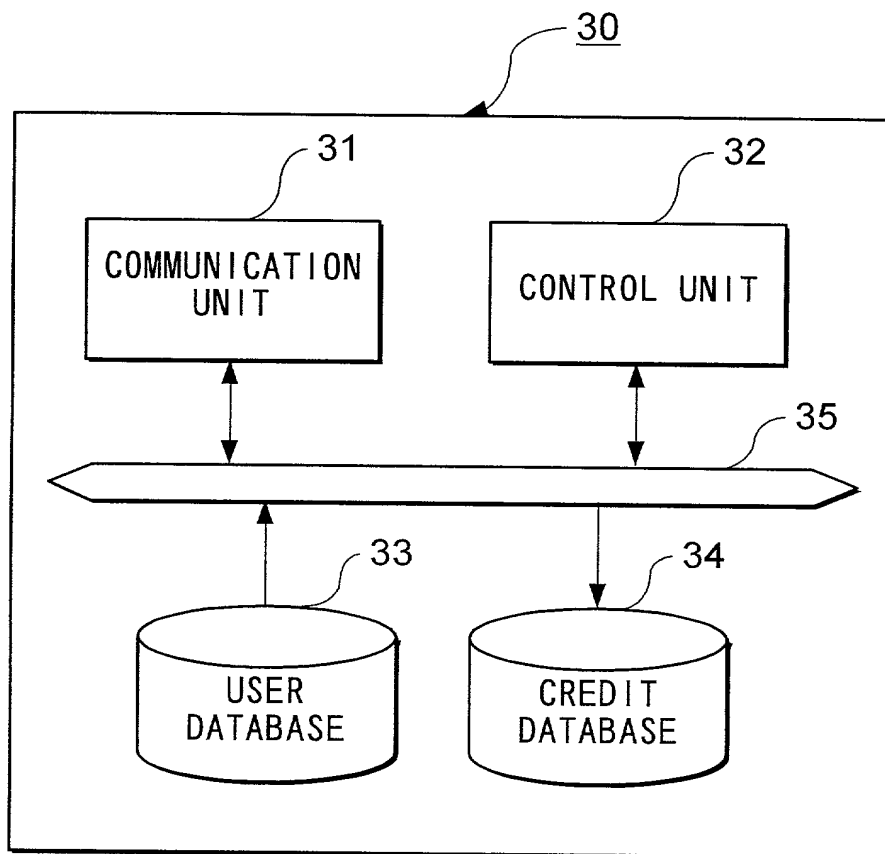 30
31
32
COMMUNICATION
UNIT
CONTROL UNIT
35
33
34
USER
DATABASE
CREDIT
DATABASE